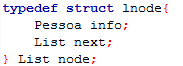 typedef struct lnode{
Pessoa info;
List next;
} List node;